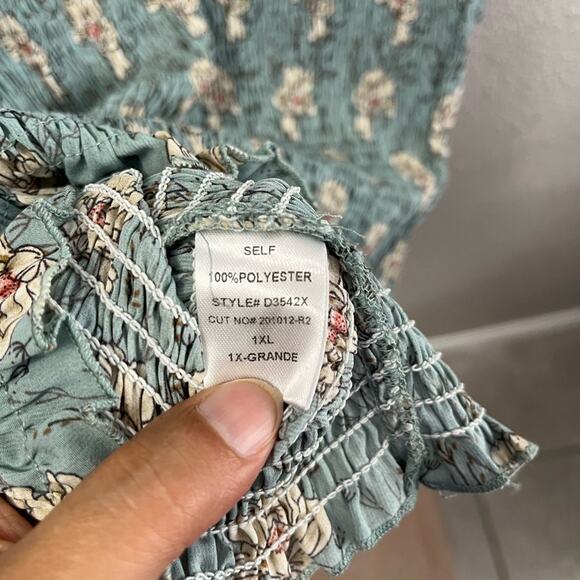 SELF
100%POLYESTER
STYLE# D3542X
CUT NO# 201012-R2
1XL
1X-GRANDE